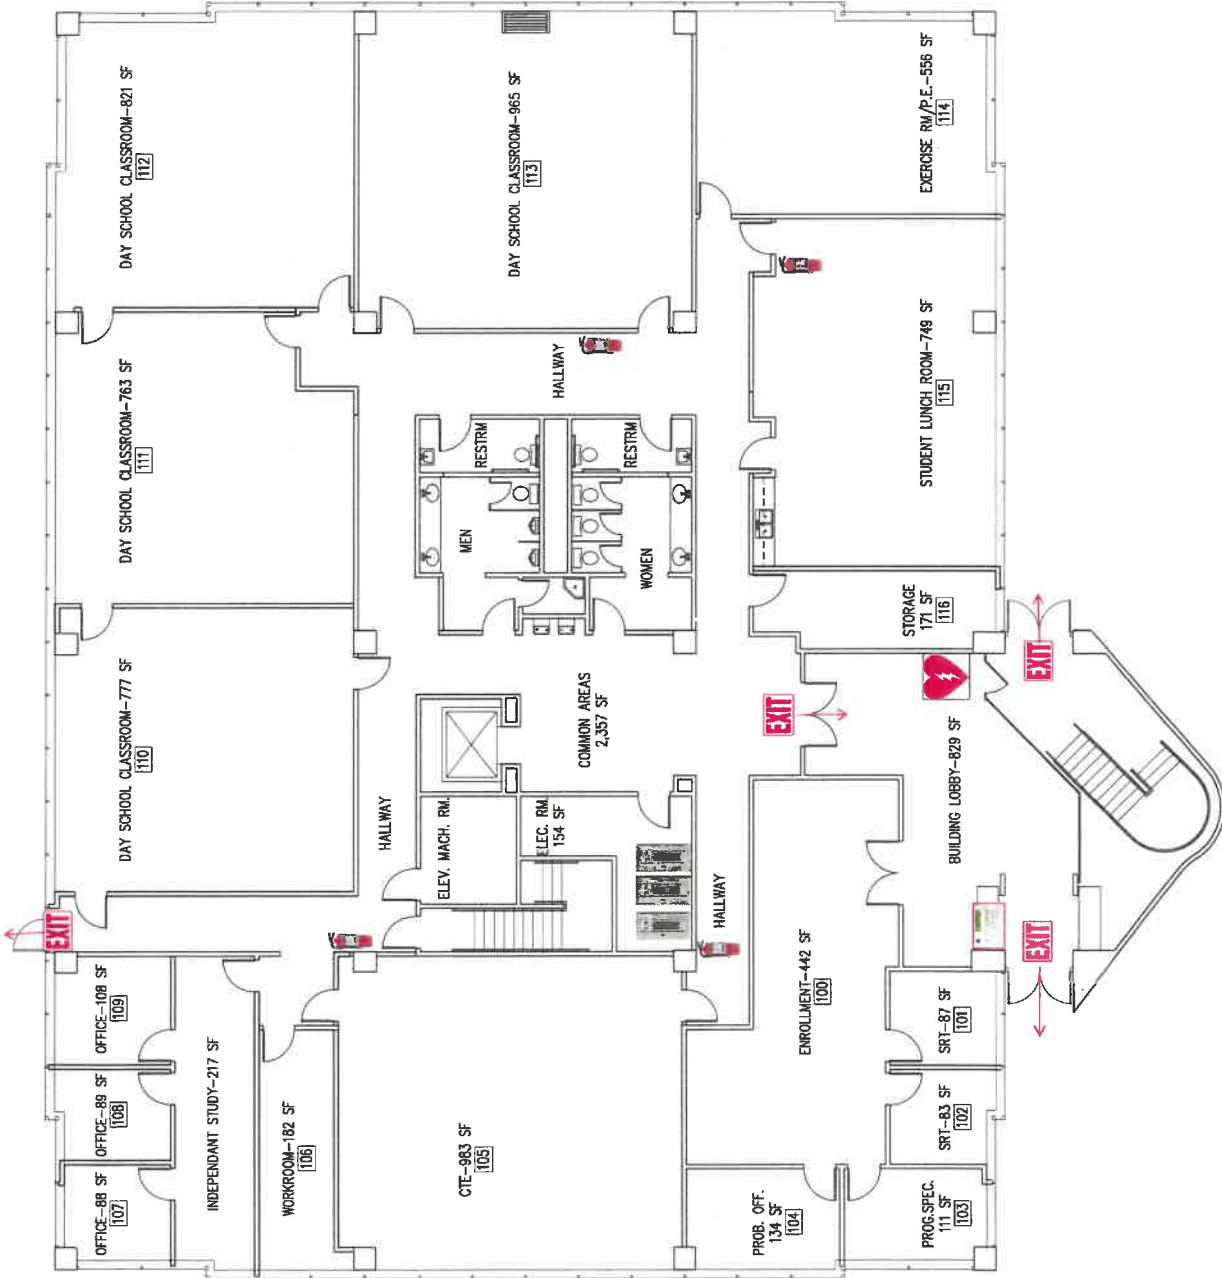 DAY SCHOOL CLASSROOM-821 SF
112
DAY SCHOOL CLASSROOM-965 SF
113
EXERCISE RM/P.E.-556 SF
114
DAY SCHOOL CLASSROOM-763 SF
111
HALLWAY
STUDENT LUNCH ROOM-749 SF
115
RESTRM
RESTRM
MEN
WOMEN
STORAGE
171 SF
116
DAY SCHOOL CLASSROOM-777 SF
110
COMMON AREAS
2,357 SF
EXIT
EXIT
BUILDING LOBBY-829 SF
HALLWAY
ELEV. MACH. RM.
ELEC. RM.
154 SF
HALLWAY
EXIT
EXIT
OFFICE-108 SF
109
OFFICE-89 SF
108
OFFICE-88 SF
107
INDEPENDANT STUDY-217 SF
WORKROOM-182 SF
106
CTE-983 SF
105
ENROLLMENT-442 SF
100
SRT-87 SF
101
SRT-83 SF
102
PROB. OFF.
134 SF
104
PROG.SPEC.
111 SF
103